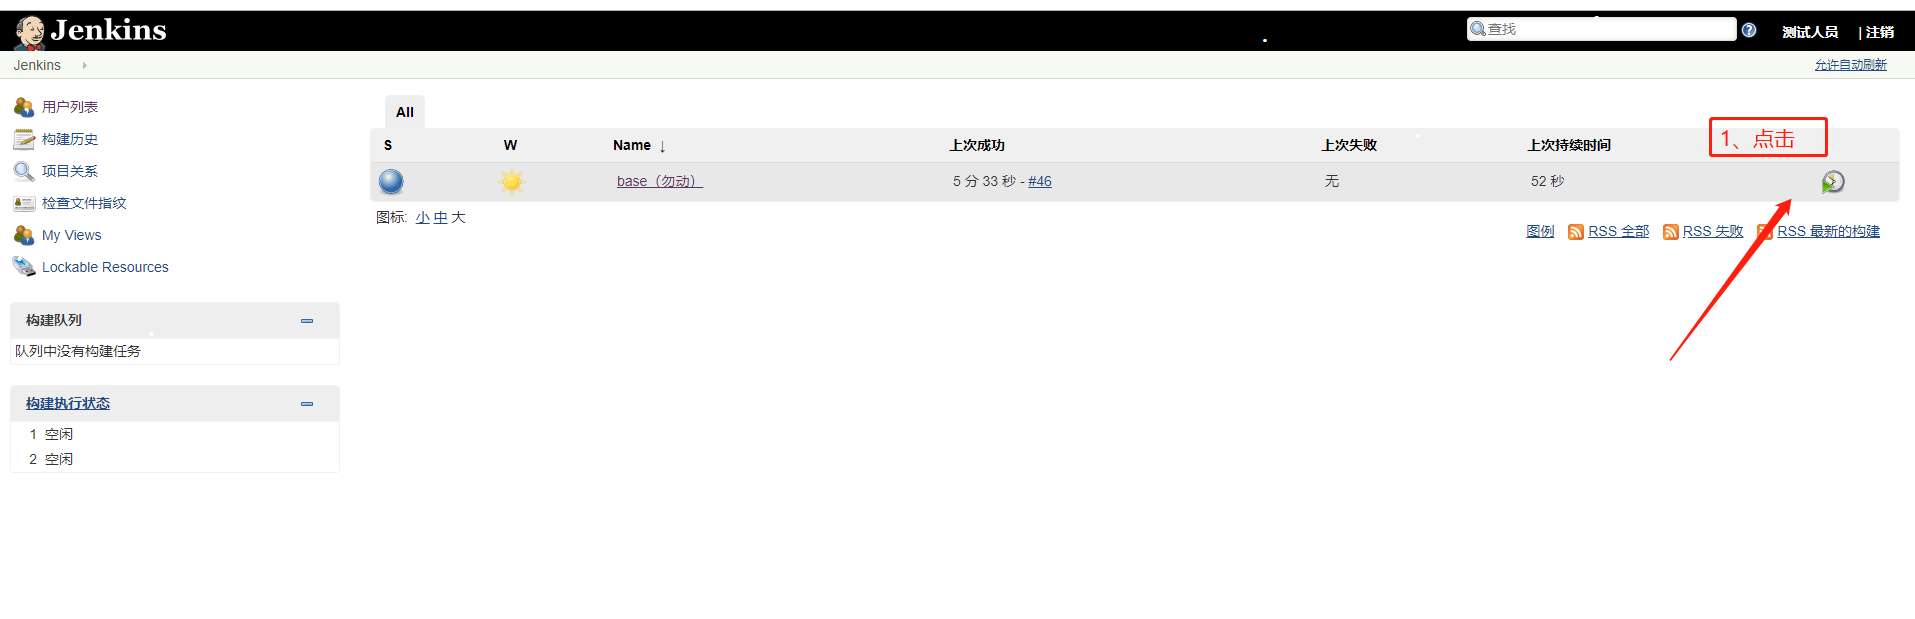 Jenkins
查找
测试人员 | 注销
Jenkins
允许自动刷新
用户列表
构建历史
项目关系
检查文件指纹
My Views
Lockable Resources
构建队列
队列中没有构建任务
构建执行状态
1 空闲
2 空闲
All
S W Name ↓ 上次成功 上次失败 上次持续时间
1、点击
base（勿动） 5 分 33 秒 - #46 无 52 秒
图标: 小 中 大
图例 RSS 全部 RSS 失败 RSS 最新的构建